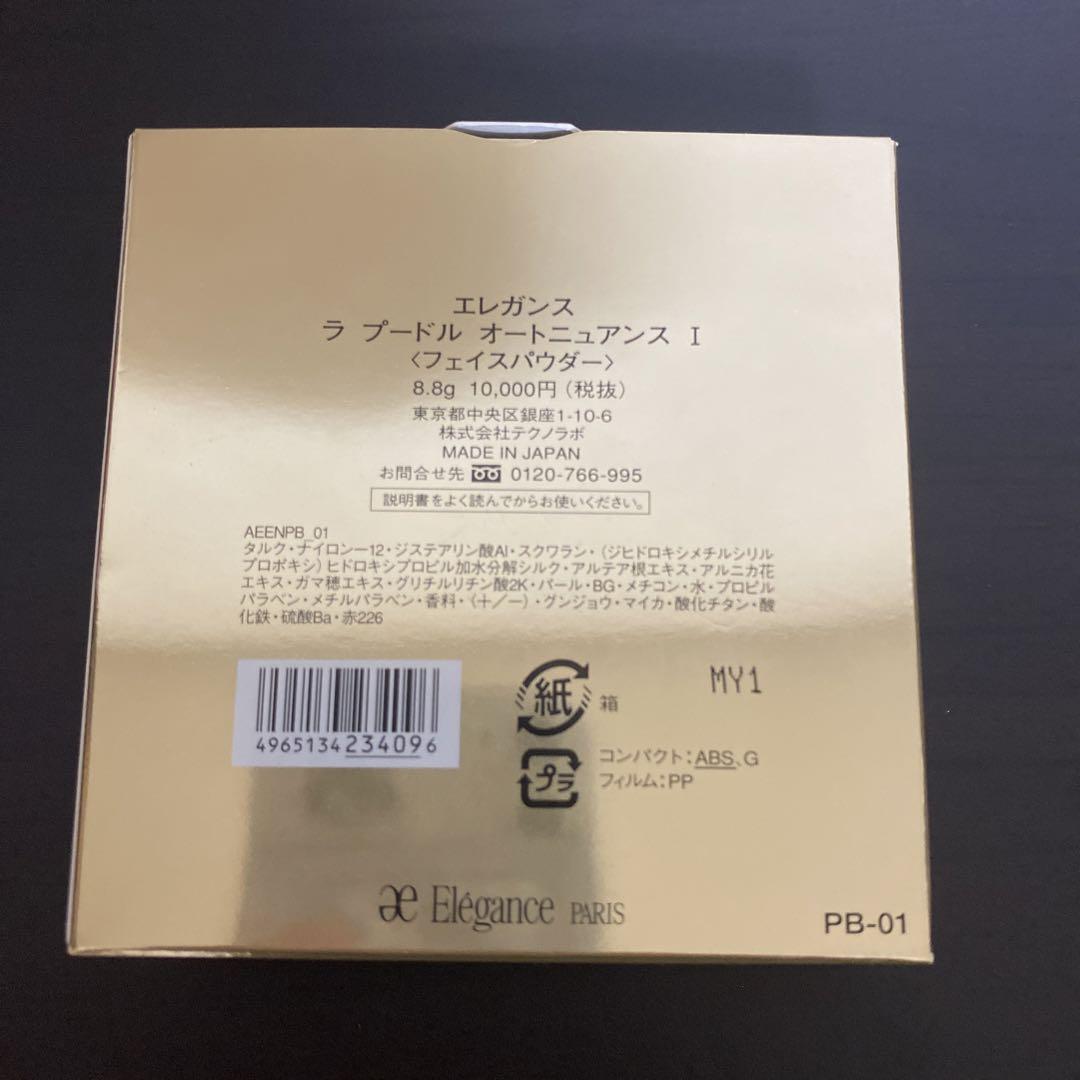 エレガンス
ラ プードル オートニュアンス I
〈フェイスパウダー〉
8.8g 10,000円(税抜)
東京都中央区銀座1-10-6
株式会社テクノラボ
MADE IN JAPAN
お問合せ先 0120-766-995
説明書をよく読んでからお使いください。
AEENPB_01
タルク・ナイロンー12・ジステアリン酸Al・スクワラン・(ジヒドロキシメチルシリル
プロポキシ)ヒドロキシプロピル加水分解シルク・アルテア根エキス・アルニカ花
エキス・ガマ穂エキス・グリチルリチン酸2K・パール・BG・メチコン・水・プロピル
パラベン・メチルパラベン・香料・(+/ー)・グンジョウ・マイカ・酸化チタン・酸
化鉄・硫酸Ba・赤226
4965134234096
紙 箱
MY1
プラ
コンパクト:ABS、G
フィルム:PP
æ Elégance PARIS
PB-01